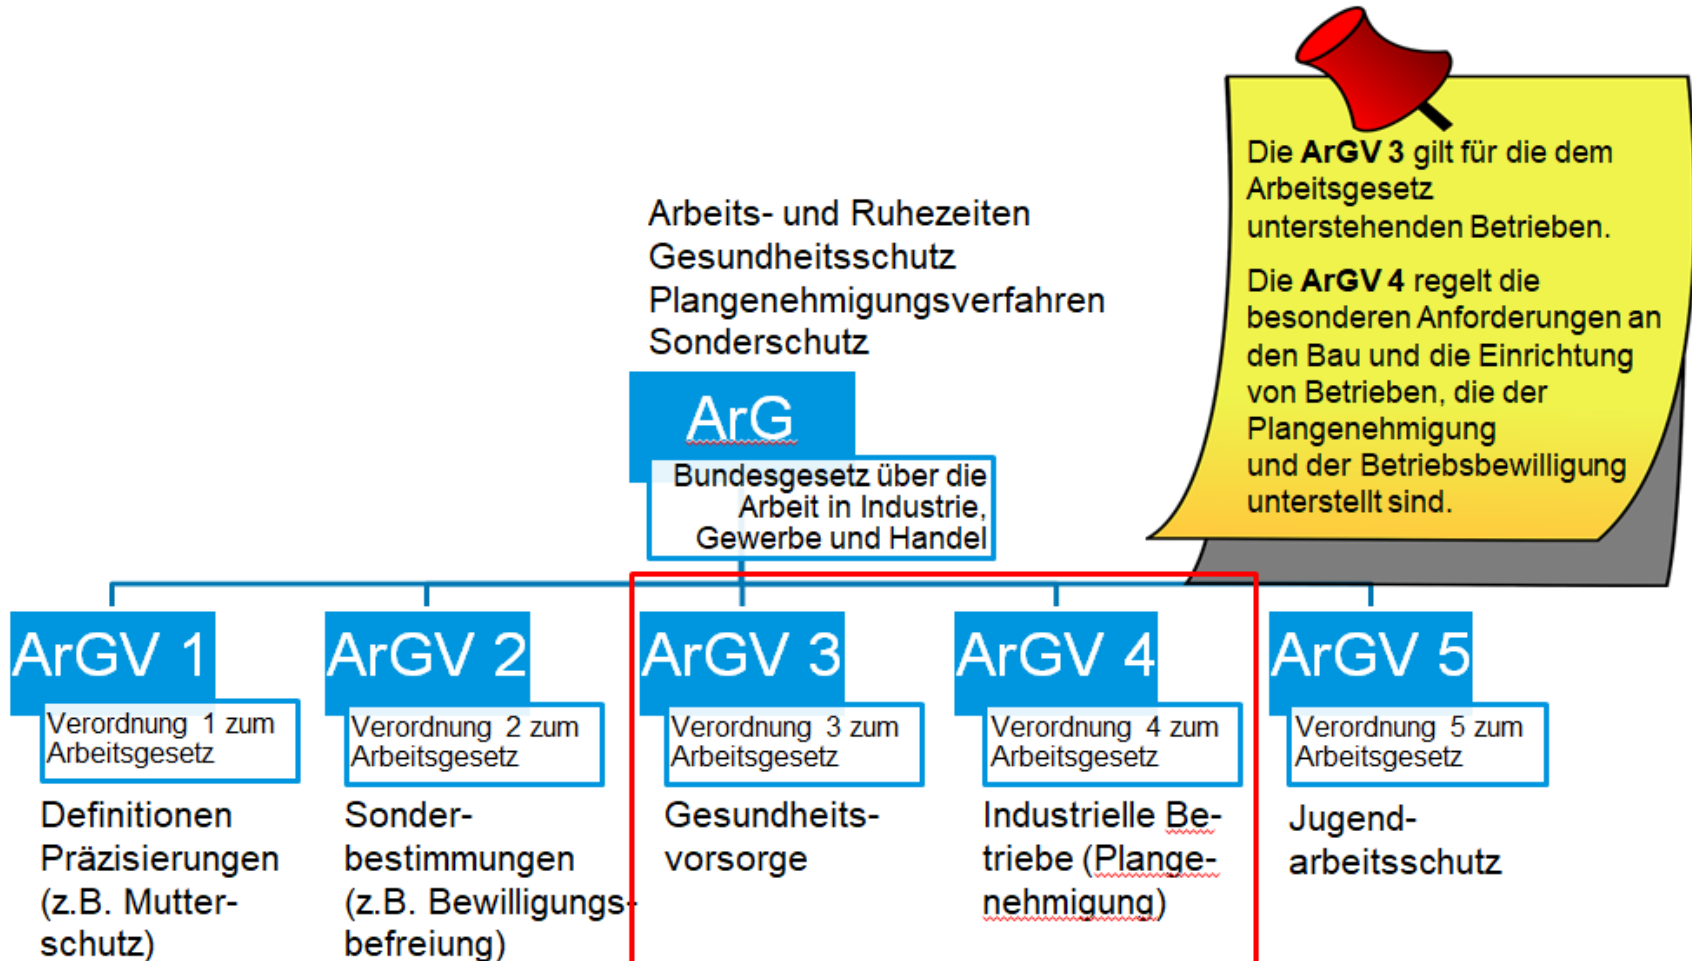 Die ArGV 3 gilt für die dem
Arbeitsgesetz
unterstehenden Betrieben.
Die ArGV 4 regelt die
besonderen Anforderungen an
den Bau und die Einrichtung
von Betrieben, die der
Plangenehmigung
und der Betriebsbewilligung
unterstellt sind.
Arbeits- und Ruhezeiten
Gesundheitsschutz
Plangenehmigungsverfahren
Sonderschutz
ArG
Bundesgesetz über die
Arbeit in Industrie,
Gewerbe und Handel
ArGV 1
Verordnung 1 zum
Arbeitsgesetz
Definitionen
Präzisierungen
(z.B. Mutter-
schutz)
ArGV 2
Verordnung 2 zum
Arbeitsgesetz
Sonder-
bestimmungen
(z.B. Bewilligungs-
befreiung)
ArGV 3
Verordnung 3 zum
Arbeitsgesetz
Gesundheits-
vorsorge
ArGV 4
Verordnung 4 zum
Arbeitsgesetz
Industrielle Be-
triebe (Plange-
nehmigung)
ArGV 5
Verordnung 5 zum
Arbeitsgesetz
Jugend-
arbeitsschutz